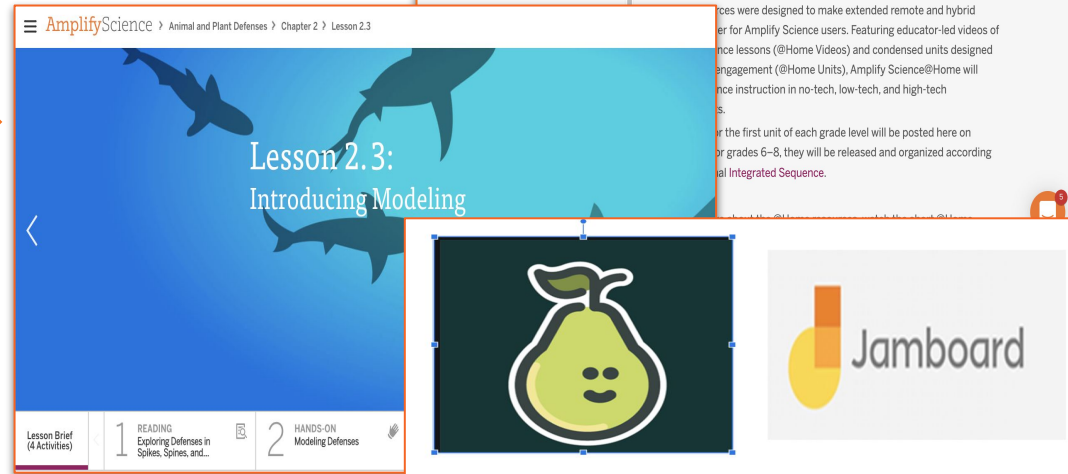 AmplifyScience > Animal and Plant Defenses > Chapter 2 > Lesson 2.3
Lesson 2.3:
Introducing Modeling
Lesson Brief
(4 Activities)
1 READING
Exploring Defenses in
Spikes, Spines, and...
2 HANDS-ON
Modeling Defenses
were designed to make extended remote and hybrid
for Amplify Science users. Featuring educator-led videos of
lessons (@Home Videos) and condensed units designed
engagement (@Home Units), Amplify Science@Home will
instruction in no-tech, low-tech, and high-tech
the first unit of each grade level will be posted here on
grades 6–8, they will be released and organized according
Integrated Sequence.
5
Jamboard